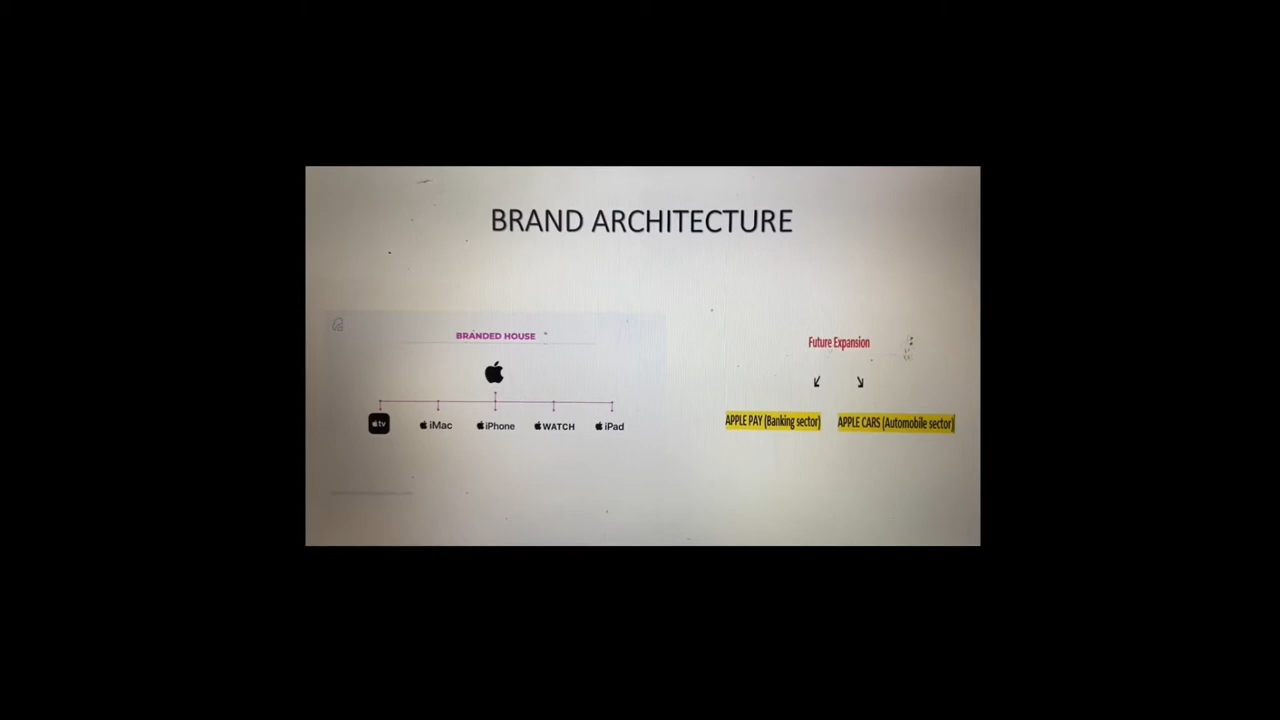 BRAND ARCHITECTURE
BRANDED HOUSE
tv
iMac
iPhone
WATCH
iPad
Future Expansion
APPLE PAY (Banking sector)
APPLE CARS (Automobile sector)